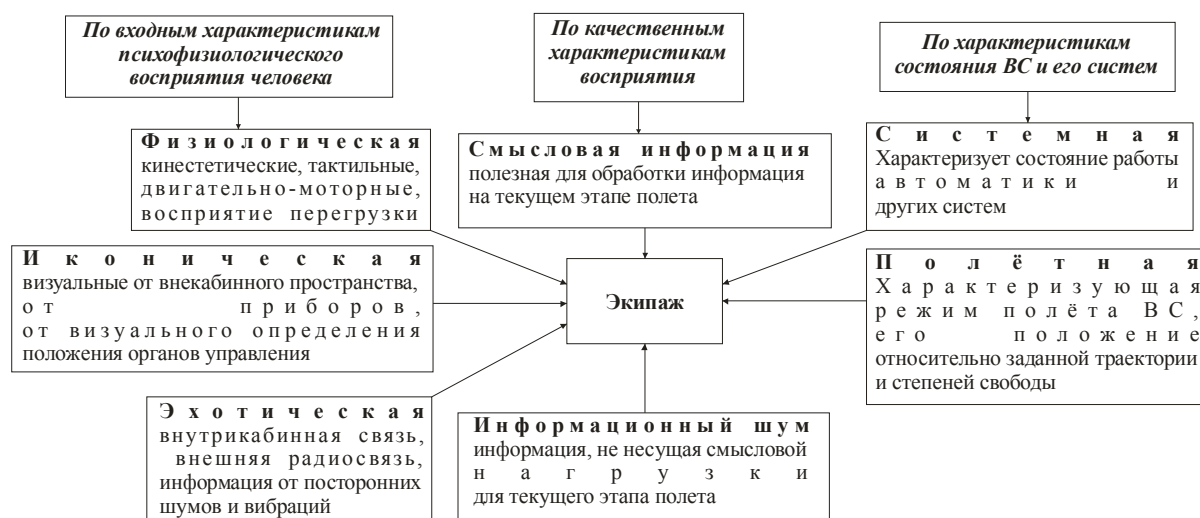 По входным характеристикам
психофизиологического
восприятия человека
По качественным
характеристикам
восприятия
По характеристикам
состояния ВС и его систем
Физиологическая
кинестетические, тактильные,
двигательно-моторные,
восприятие перегрузки
Смысловая информация
полезная для обработки информация
на текущем этапе полета
Системная
Характеризует состояние работы
автоматики и
других систем
Иконическая
визуальные от внекабинного пространства,
от приборов,
от визуального определения
положения органов управления
Экипаж
Полётная
Характеризующая
режим полёта ВС,
его положение
относительно заданной траектории
и степеней свободы
Эхотическая
внутрикабинная связь,
внешняя радиосвязь,
информация от посторонних
шумов и вибраций
Информационный шум
информация, не несущая смысловой
нагрузки
для текущего этапа полета